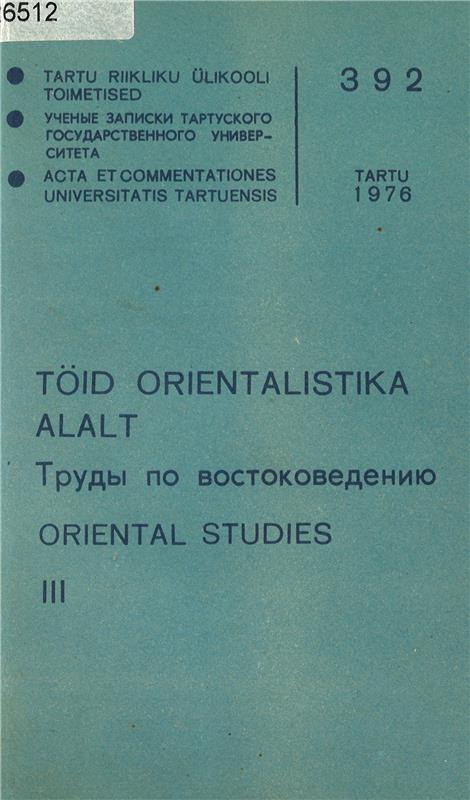 26512
TARTU RIIKLIKU ÜLIKOOLI
TOIMETISED
УЧЕНЫЕ ЗАПИСКИ ТАРТУСКОГО
ГОСУДАРСТВЕННОГО УНИВЕР-
СИТЕТА
ACTA ET COMMENTATIONES
UNIVERSITATIS TARTUENSIS
392
TARTU
1976
TÖID ORIENTALISTIKA
ALALT
Труды по востоковедению
ORIENTAL STUDIES
III